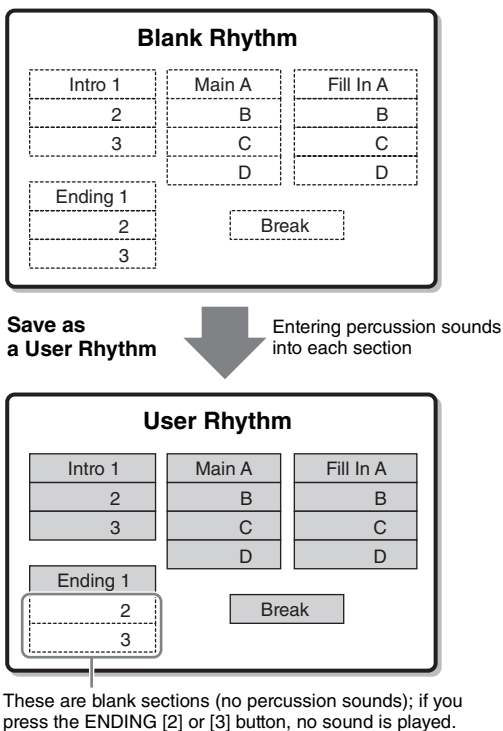 Blank Rhythm
Intro 1
2
3
Main A
B
C
D
Fill In A
B
C
D
Ending 1
2
3
Break
Save as
a User Rhythm
Entering percussion sounds
into each section
User Rhythm
Intro 1
2
3
Main A
B
C
D
Fill In A
B
C
D
Ending 1
2
3
Break
These are blank sections (no percussion sounds); if you
press the ENDING [2] or [3] button, no sound is played.